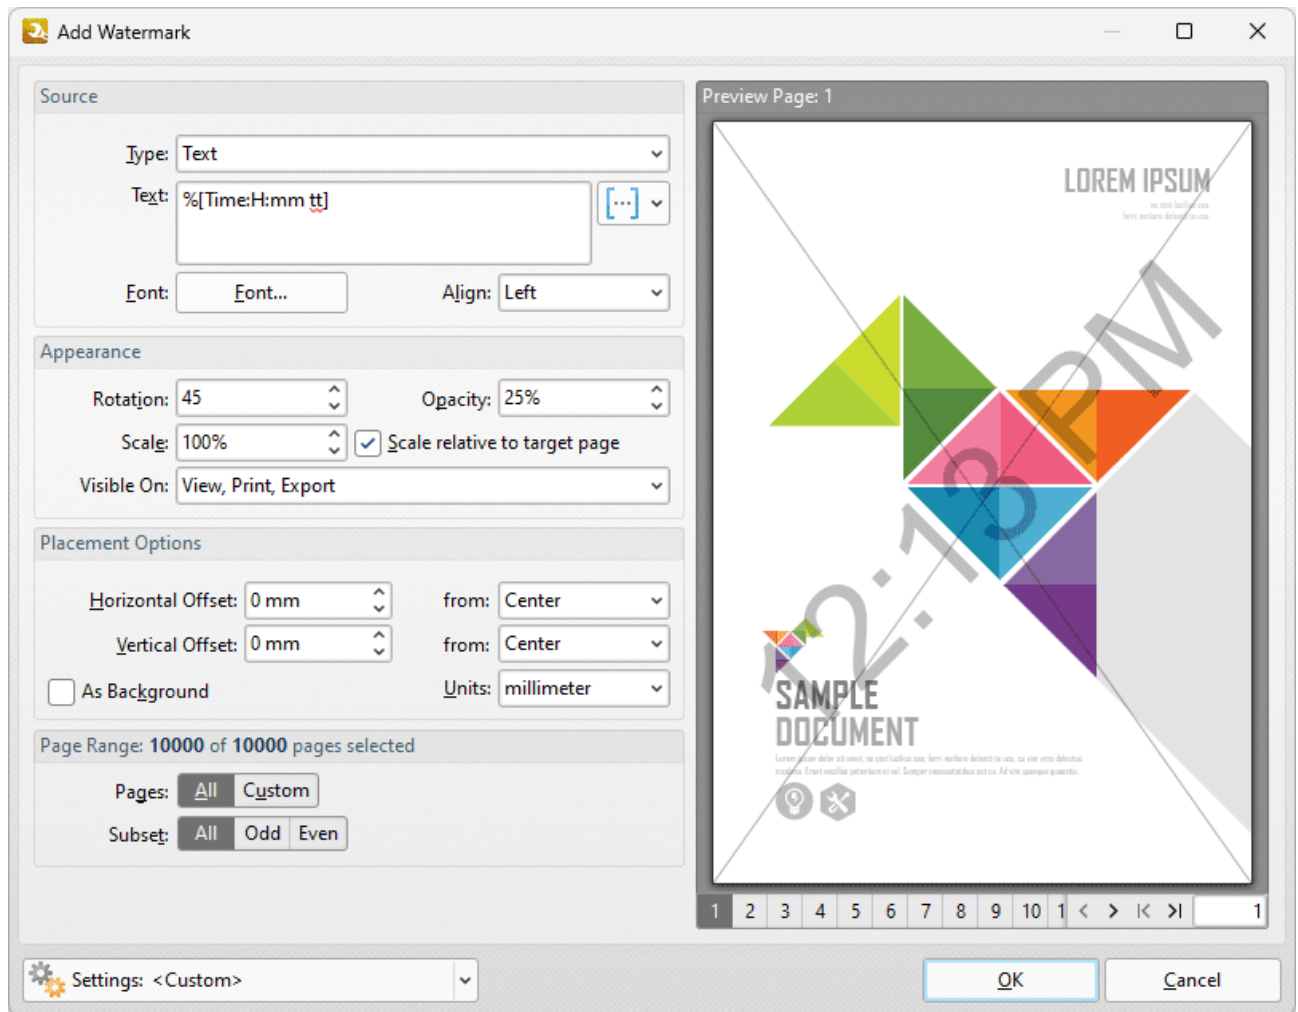 Add Watermark
Source
Type: Text
Text: %[Time:H:mm tt]
[...]
Font: Font... Align: Left
Appearance
Rotation: 45 Opacity: 25%
Scale: 100% Scale relative to target page
Visible On: View, Print, Export
Placement Options
Horizontal Offset: 0 mm from: Center
Vertical Offset: 0 mm from: Center
As Background Units: millimeter
Page Range: 10000 of 10000 pages selected
Pages: All Custom
Subset: All Odd Even
Preview Page: 1
LOREM IPSUM
12:13 PM
SAMPLE
DOCUMENT
1 2 3 4 5 6 7 8 9 10 1 < > |< >| 1
Settings: <Custom>
OK Cancel